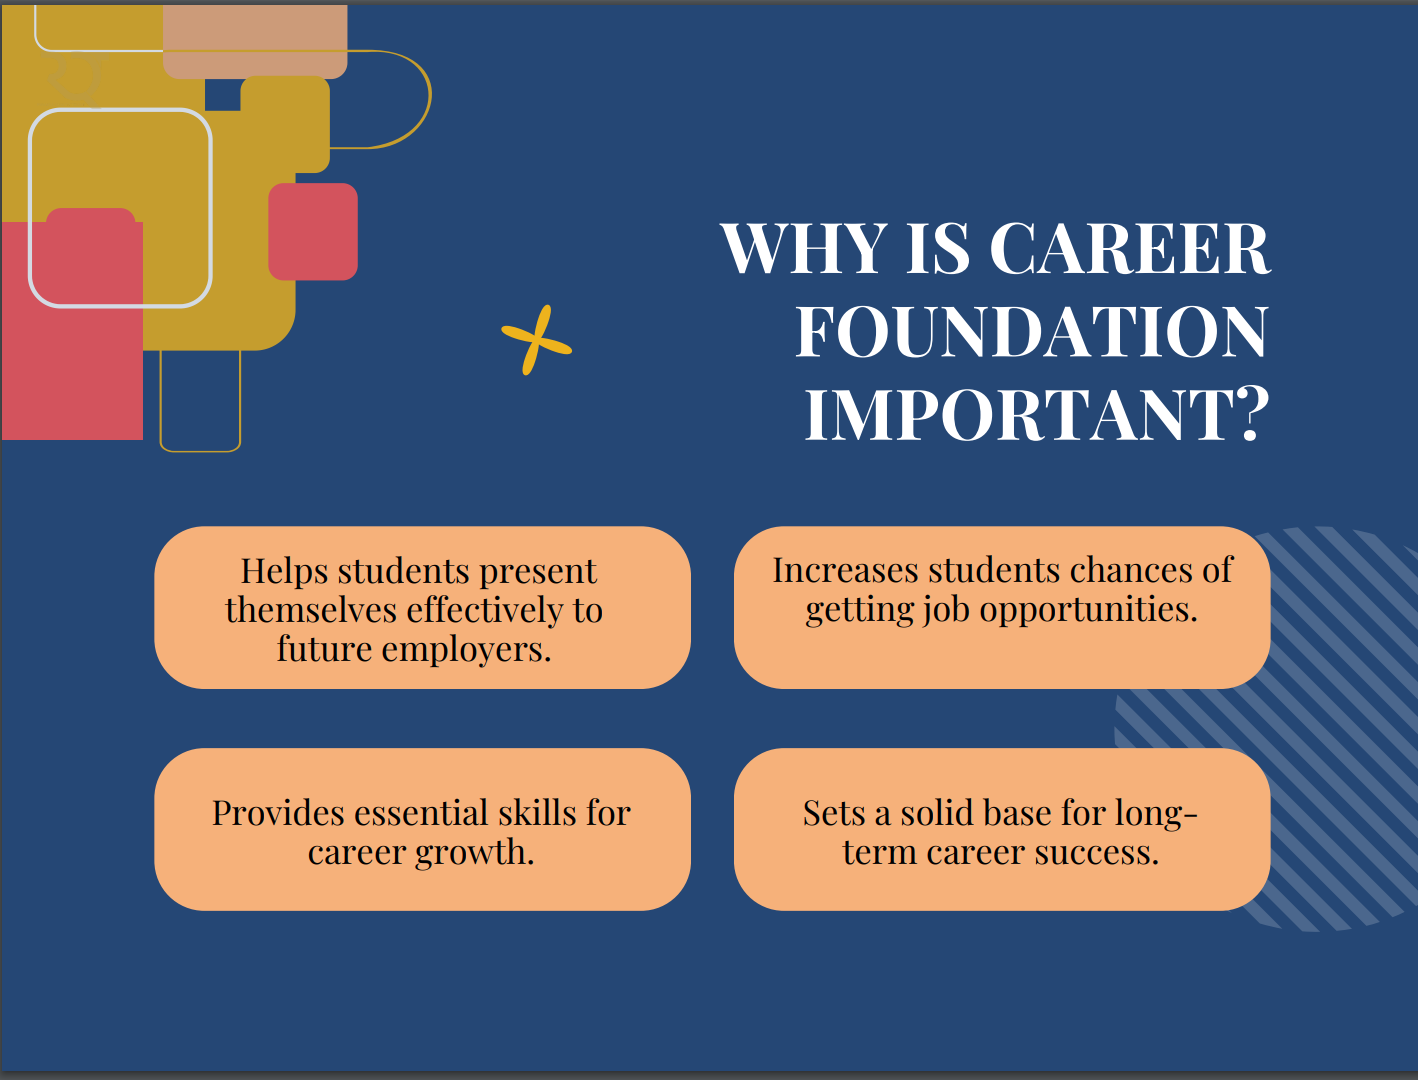 WHY IS CAREER
FOUNDATION
IMPORTANT?
Helps students present
themselves effectively to
future employers.
Increases students chances of
getting job opportunities.
Provides essential skills for
career growth.
Sets a solid base for long-
term career success.